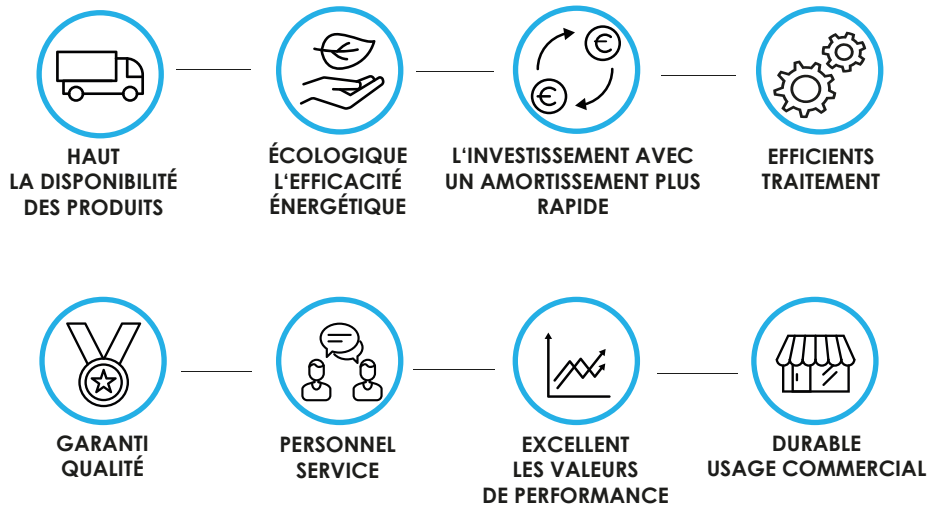 HAUT
LA DISPONIBILITÉ
DES PRODUITS
ÉCOLOGIQUE
L‘EFFICACITÉ
ÉNERGÉTIQUE
L‘INVESTISSEMENT AVEC
UN AMORTISSEMENT PLUS
RAPIDE
EFFICIENTS
TRAITEMENT
GARANTI
QUALITÉ
PERSONNEL
SERVICE
EXCELLENT
LES VALEURS
DE PERFORMANCE
DURABLE
USAGE COMMERCIAL